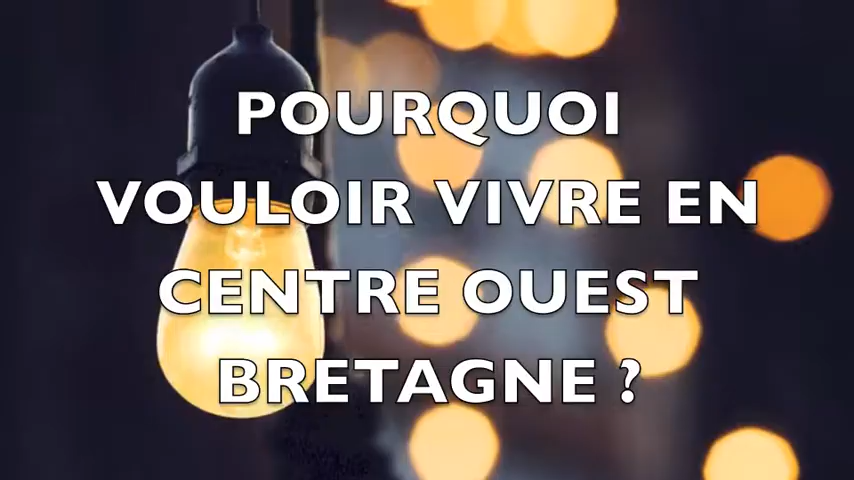 POURQUOI
VOULOIR VIVRE EN
CENTRE OUEST
BRETAGNE ?